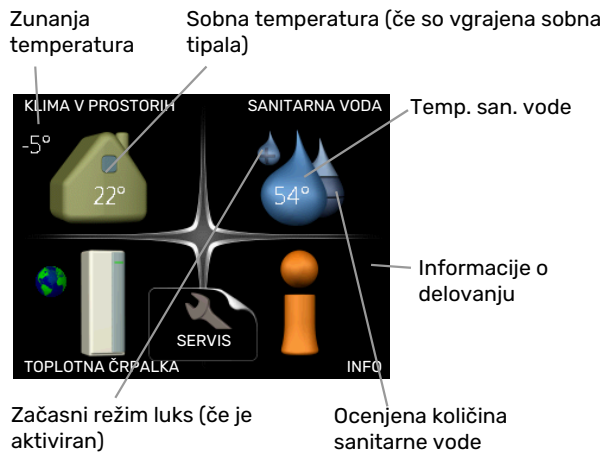 Zunanja
temperatura
Sobna temperatura (če so vgrajena sobna
tipala)
KLIMA V PROSTORIH
SANITARNA VODA
Temp. san. vode
-5°
22°
54°
Informacije o
delovanju
SERVIS
TOPLOTNA ČRPALKA
INFO
Začasni režim luks (če je
aktiviran)
Ocenjena količina
sanitarne vode